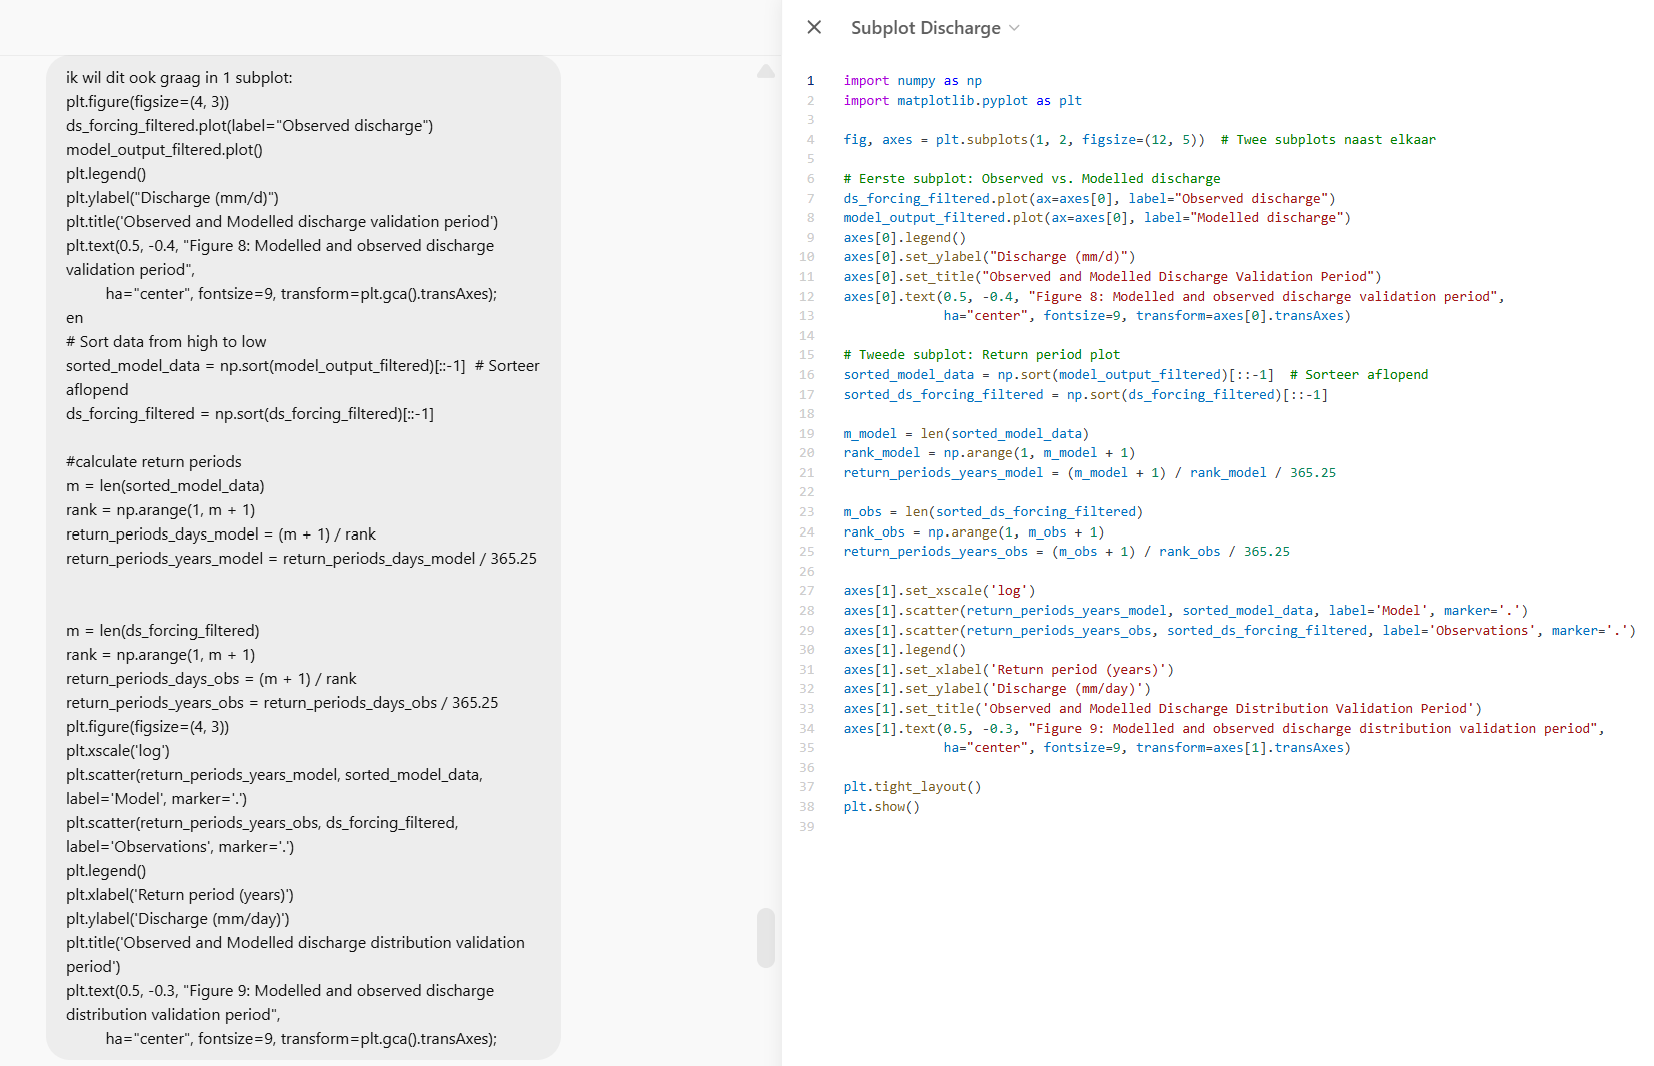 ik wil dit ook graag in 1 subplot:
plt.figure(figsize=(4, 3))
ds_forcing_filtered.plot(label="Observed discharge")
model_output_filtered.plot()
plt.legend()
plt.ylabel("Discharge (mm/d)")
plt.title('Observed and Modelled discharge validation period')
plt.text(0.5, -0.4, "Figure 8: Modelled and observed discharge
validation period",
ha="center", fontsize=9, transform=plt.gca().transAxes);
en
# Sort data from high to low
sorted_model_data = np.sort(model_output_filtered)[::-1]  # Sorteer
aflopend
ds_forcing_filtered = np.sort(ds_forcing_filtered)[::-1]
#calculate return periods
m = len(sorted_model_data)
rank = np.arange(1, m + 1)
return_periods_days_model = (m + 1) / rank
return_periods_years_model = return_periods_days_model / 365.25
m = len(ds_forcing_filtered)
rank = np.arange(1, m + 1)
return_periods_days_obs = (m + 1) / rank
return_periods_years_obs = return_periods_days_obs / 365.25
plt.figure(figsize=(4, 3))
plt.xscale('log')
plt.scatter(return_periods_years_model, sorted_model_data,
label='Model', marker='.')
plt.scatter(return_periods_years_obs, ds_forcing_filtered,
label='Observations', marker='.')
plt.legend()
plt.xlabel('Return period (years)')
plt.ylabel('Discharge (mm/day)')
plt.title('Observed and Modelled discharge distribution validation
period')
plt.text(0.5, -0.3, "Figure 9: Modelled and observed discharge
distribution validation period",
ha="center", fontsize=9, transform=plt.gca().transAxes);
Subplot Discharge
1 import numpy as np
2 import matplotlib.pyplot as plt
3
4 fig, axes = plt.subplots(1, 2, figsize=(12, 5))  # Twee subplots naast elkaar
5
6 # Eerste subplot: Observed vs. Modelled discharge
7 ds_forcing_filtered.plot(ax=axes[0], label="Observed discharge")
8 model_output_filtered.plot(ax=axes[0], label="Modelled discharge")
9 axes[0].legend()
10 axes[0].set_ylabel("Discharge (mm/d)")
11 axes[0].set_title("Observed and Modelled Discharge Validation Period")
12 axes[0].text(0.5, -0.4, "Figure 8: Modelled and observed discharge validation period",
13 ha="center", fontsize=9, transform=axes[0].transAxes)
14
15 # Tweede subplot: Return period plot
16 sorted_model_data = np.sort(model_output_filtered)[::-1]  # Sorteer aflopend
17 sorted_ds_forcing_filtered = np.sort(ds_forcing_filtered)[::-1]
18
19 m_model = len(sorted_model_data)
20 rank_model = np.arange(1, m_model + 1)
21 return_periods_years_model = (m_model + 1) / rank_model / 365.25
22
23 m_obs = len(sorted_ds_forcing_filtered)
24 rank_obs = np.arange(1, m_obs + 1)
25 return_periods_years_obs = (m_obs + 1) / rank_obs / 365.25
26
27 axes[1].set_xscale('log')
28 axes[1].scatter(return_periods_years_model, sorted_model_data, label='Model', marker='.')
29 axes[1].scatter(return_periods_years_obs, sorted_ds_forcing_filtered, label='Observations', marker='.')
30 axes[1].legend()
31 axes[1].set_xlabel('Return period (years)')
32 axes[1].set_ylabel('Discharge (mm/day)')
33 axes[1].set_title('Observed and Modelled Discharge Distribution Validation Period')
34 axes[1].text(0.5, -0.3, "Figure 9: Modelled and observed discharge distribution validation period",
35 ha="center", fontsize=9, transform=axes[1].transAxes)
36
37 plt.tight_layout()
38 plt.show()
39